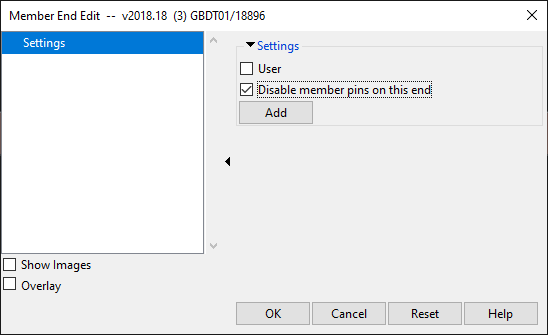 Member End Edit -- v2018.18 (3) GBDT01/18896
Settings
Settings
User
Disable member pins on this end
Add
Show Images
Overlay
OK Cancel Reset Help